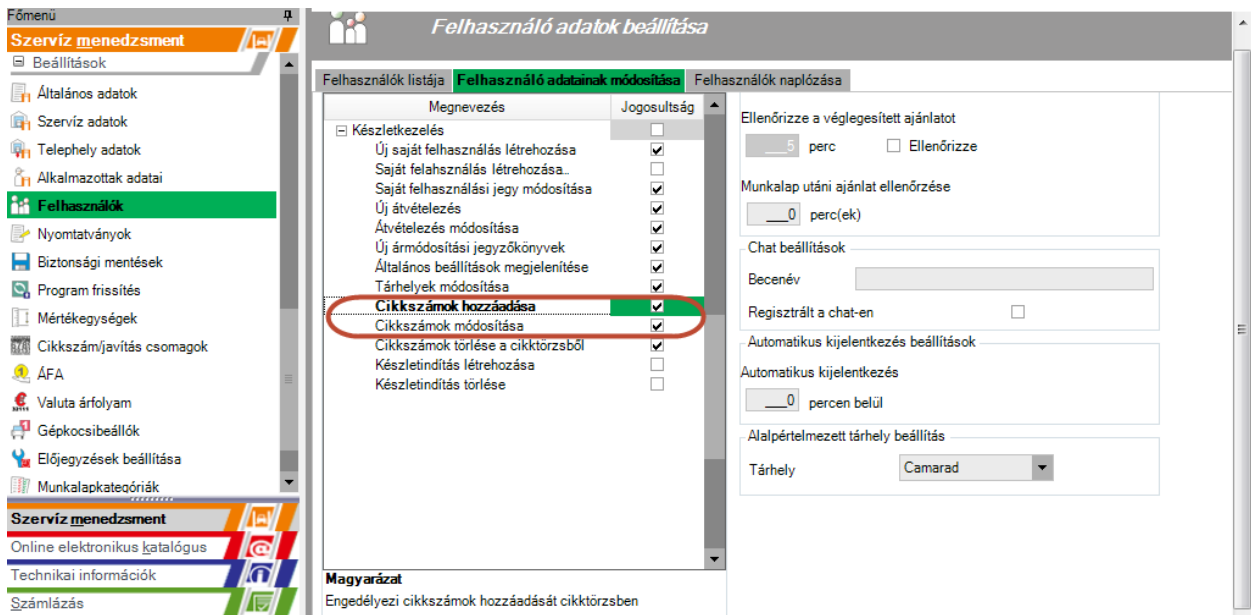 Főmenü
Szervíz menedzsment
Beállítások
Általános adatok
Szervíz adatok
Telephely adatok
Alkalmazottak adatai
Felhasználók
Nyomtatványok
Biztonsági mentések
Program frissítés
Mértékegységek
Cikkszám/javítás csomagok
ÁFA
Valuta árfolyam
Gépkocsibeállók
Előjegyzések beállítása
Munkalapkategóriák
Szervíz menedzsment
Online elektronikus katalógus
Technikai információk
Számlázás
Felhasználó adatok beállítása
Felhasználók listája Felhasználó adatainak módosítása Felhasználók naplózása
Megnevezés Jogosultság
Készletkezelés
Új saját felhasználás létrehozása
Saját felahsználás létrehozása..
Saját felhasználási jegy módosítása
Új átvételezés
Átvételezés módosítása
Új ármódosítási jegyzőkönyvek
Általános beállítások megjelenítése
Tárhelyek módosítása
Cikkszámok hozzáadása
Cikkszámok módosítása
Cikkszámok törlése a cikktörzsből
Készletindítás létrehozása
Készletindítás törlése
Magyarázat
Engedélyezi cikkszámok hozzáadását cikktörzsben
Ellenőrizze a véglegesített ajánlatot
__5 perc Ellenőrizze
Munkalap utáni ajánlat ellenőrzése
___0 perc(ek)
Chat beállítások
Becenév
Regisztrált a chat-en
Automatikus kijelentkezés beállítások
Automatikus kijelentkezés
___0 percen belül
Alalpértelmezett tárhely beállítás
Tárhely Camarad